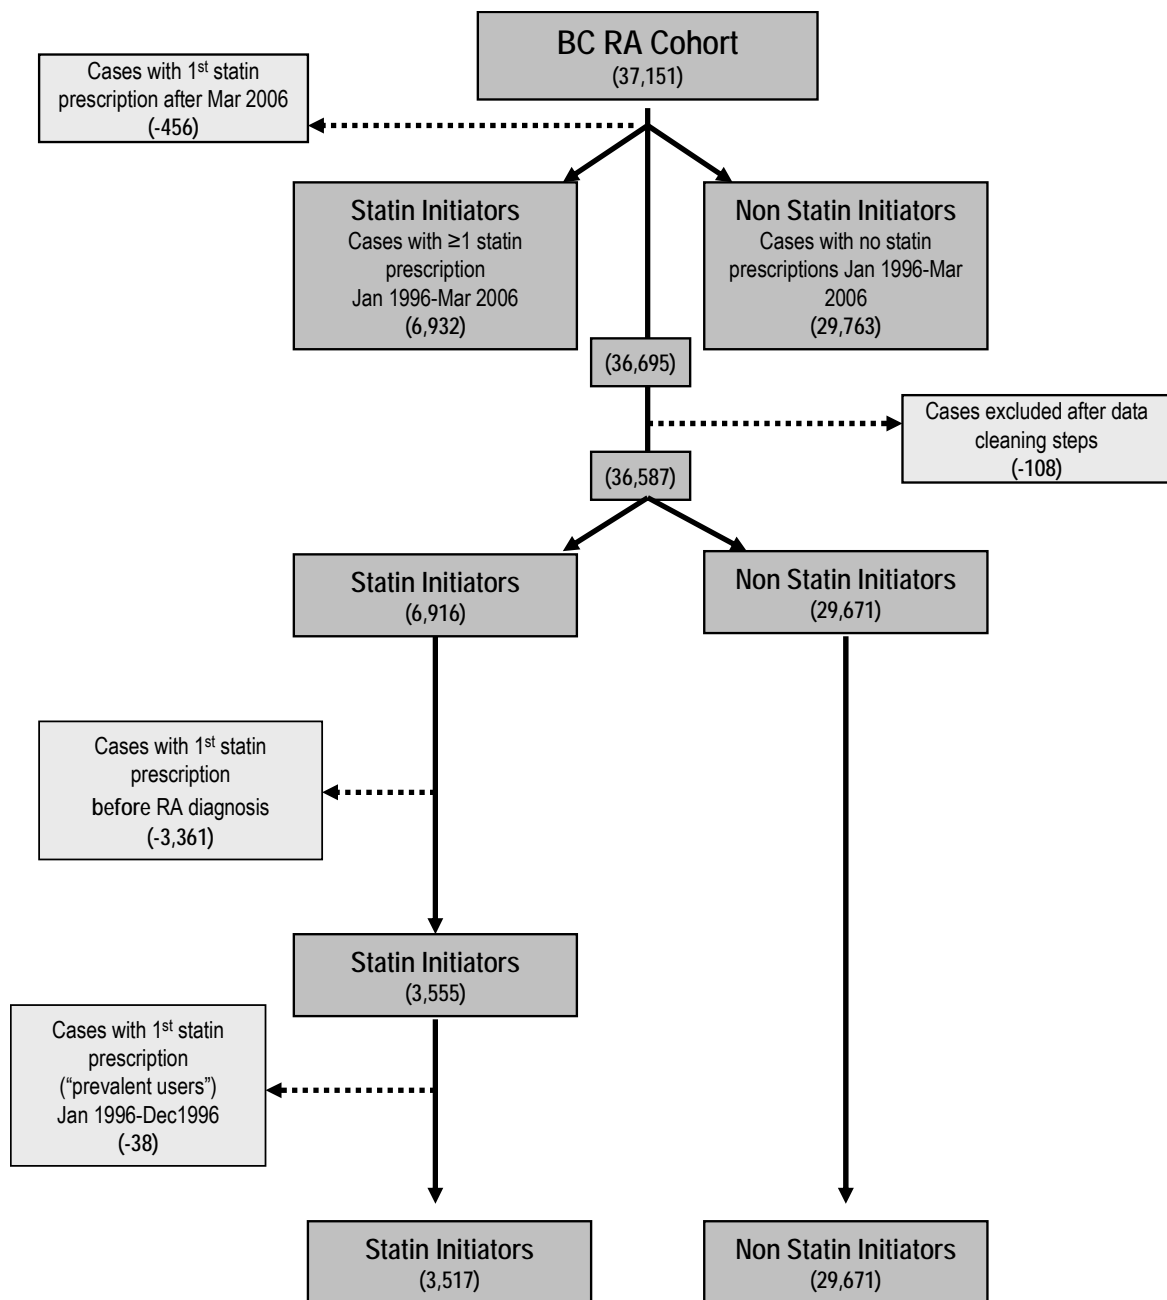 BC RA Cohort
(37,151)
Cases with 1st statin
prescription after Mar 2006
(-456)
Statin Initiators
Cases with ≥1 statin
prescription
Jan 1996-Mar 2006
(6,932)
Non Statin Initiators
Cases with no statin
prescriptions Jan 1996-Mar
2006
(29,763)
(36,695)
Cases excluded after data
cleaning steps
(-108)
(36,587)
Statin Initiators
(6,916)
Non Statin Initiators
(29,671)
Cases with 1st statin
prescription
before RA diagnosis
(-3,361)
Statin Initiators
(3,555)
Cases with 1st statin
prescription
(“prevalent users”)
Jan 1996-Dec1996
(-38)
Statin Initiators
(3,517)
Non Statin Initiators
(29,671)